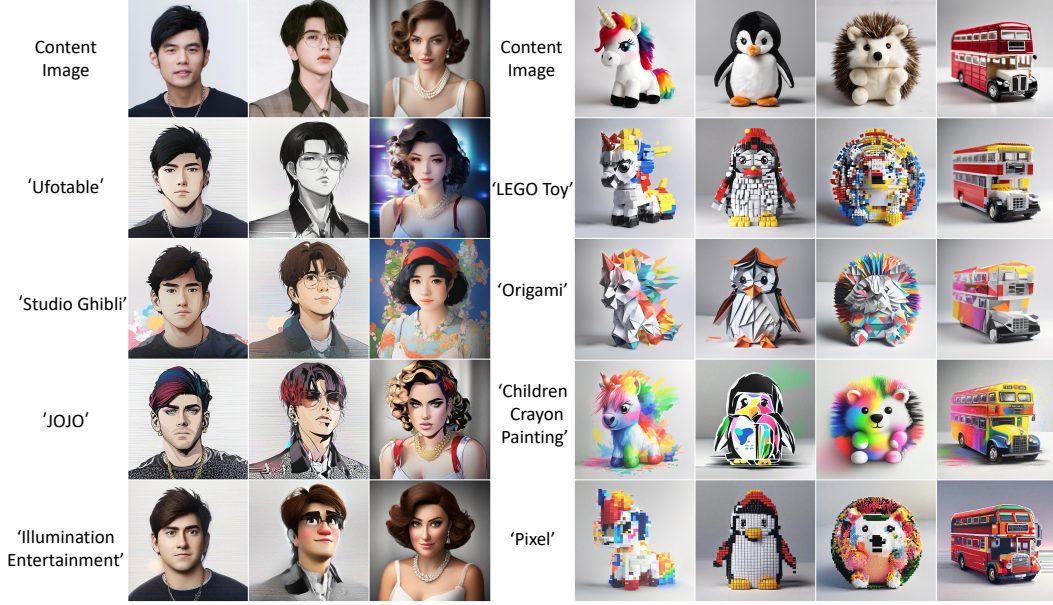 Content
Image
Content
Image
‘Ufotable’
‘LEGO Toy’
‘Studio Ghibli’
‘Origami’
‘JOJO’
‘Children
Crayon
Painting’
‘Illumination
Entertainment’
‘Pixel’